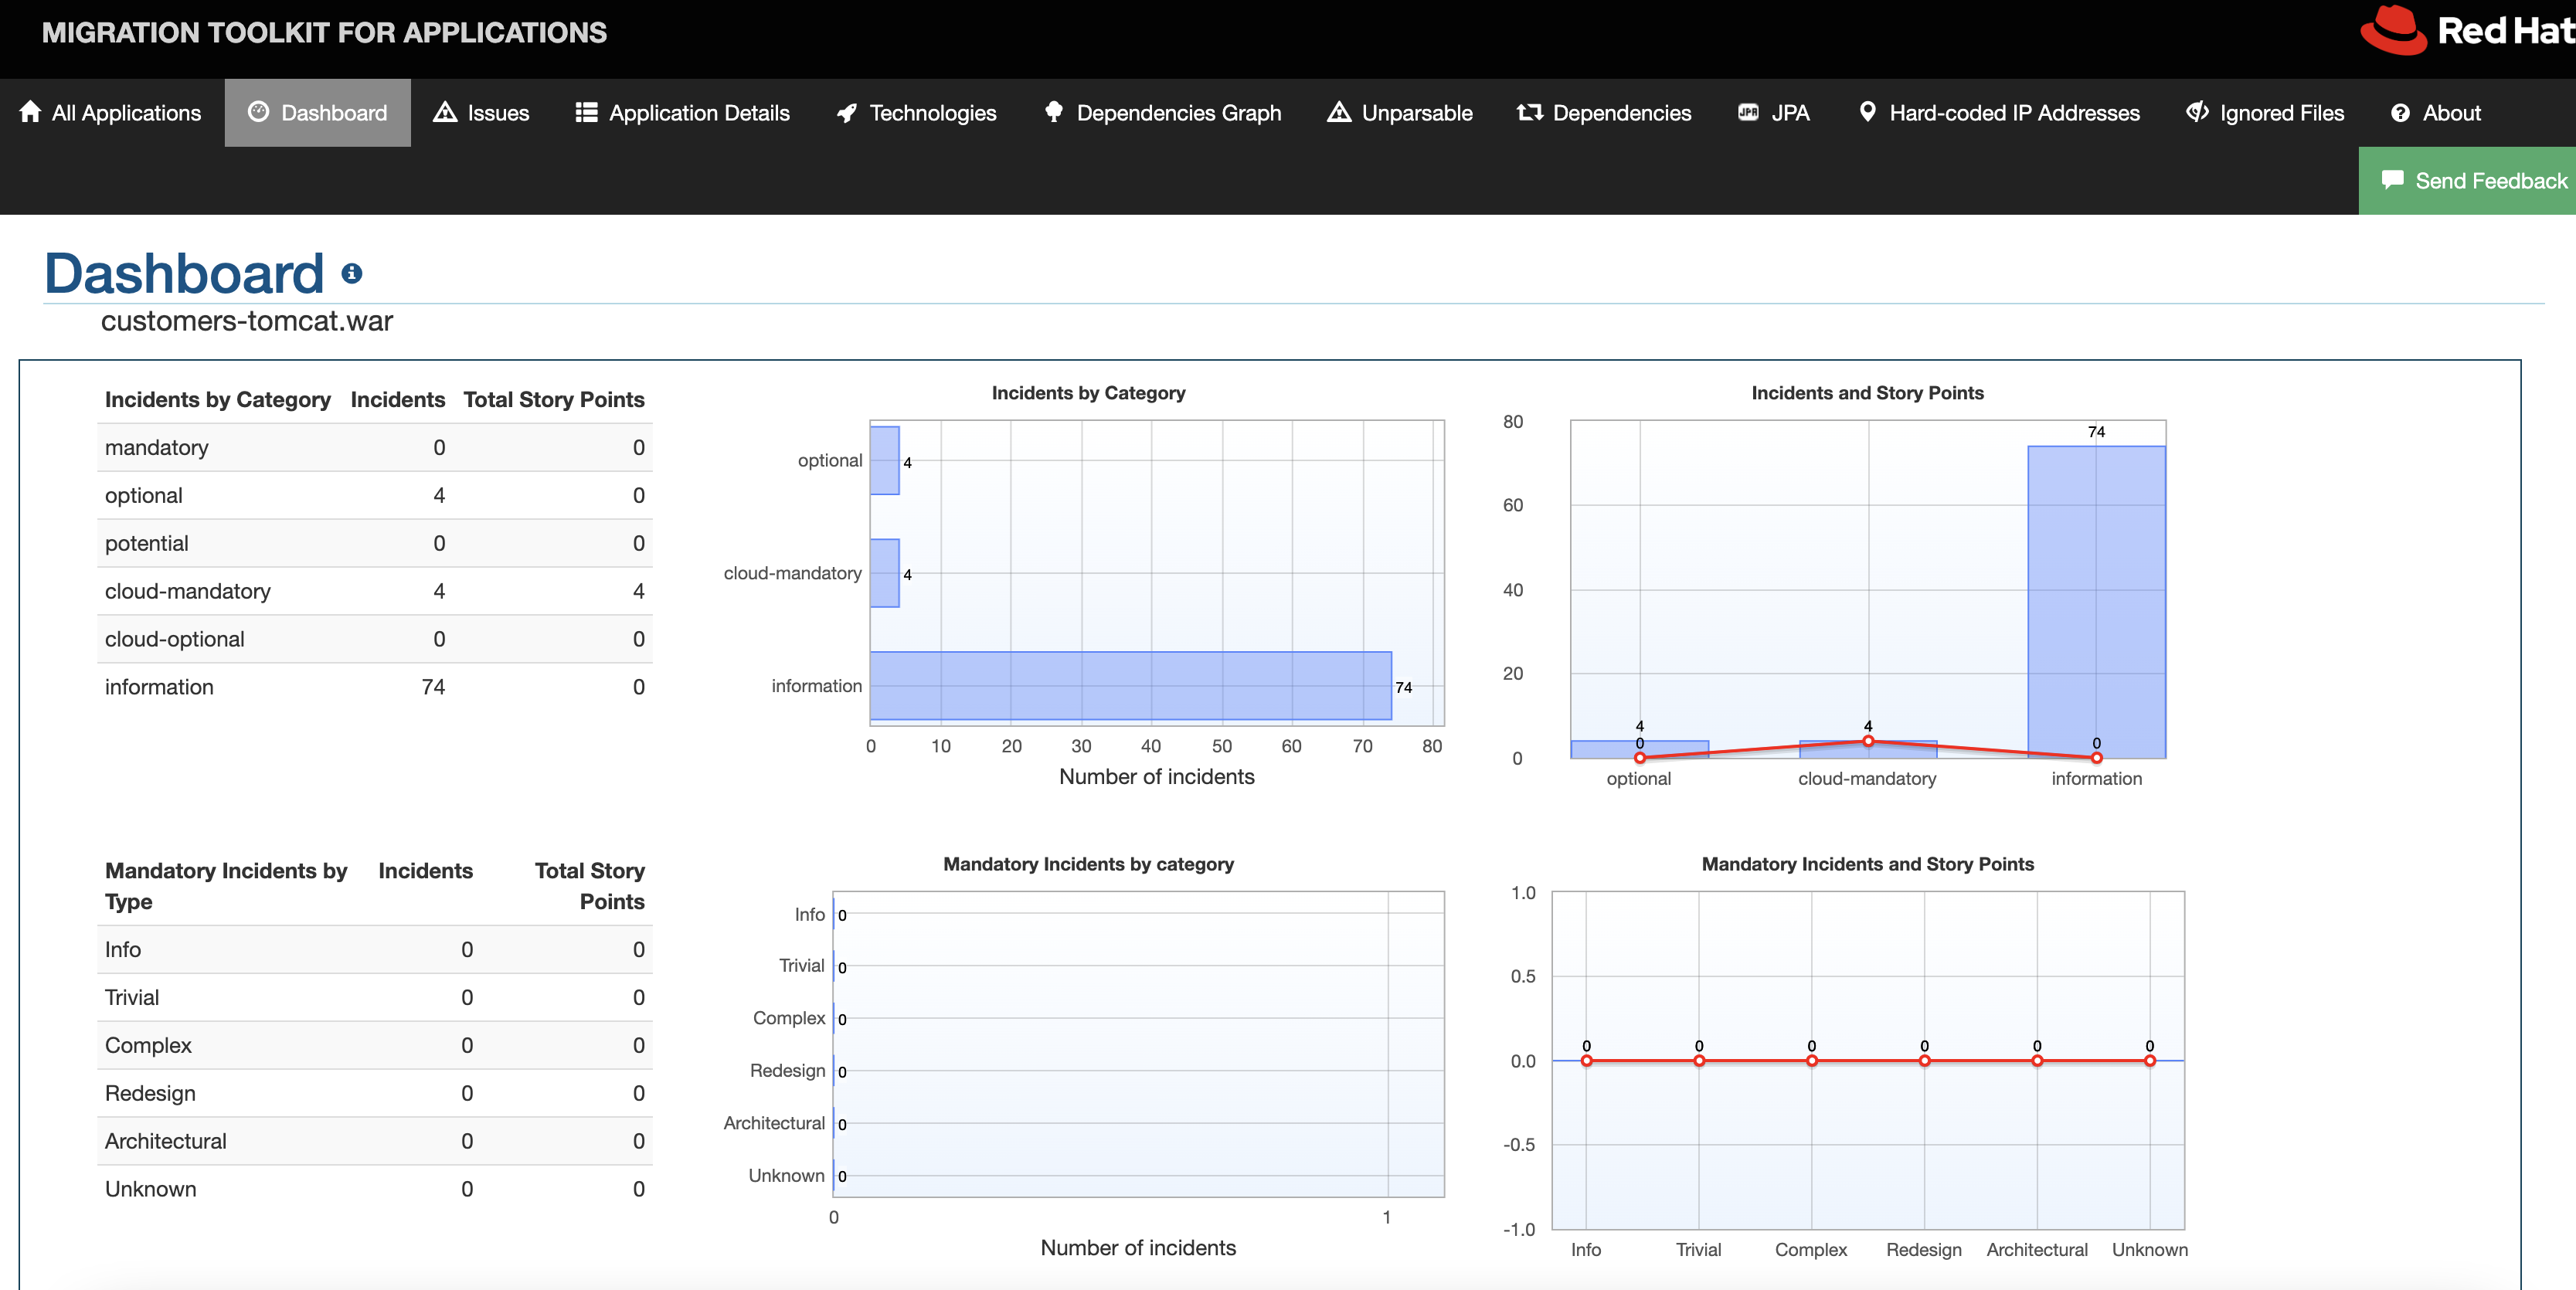 MIGRATION TOOLKIT FOR APPLICATIONS
Red Hat
All Applications Dashboard Issues Application Details Technologies Dependencies Graph Unparsable Dependencies JPA Hard-coded IP Addresses Ignored Files About
Send Feedback
Dashboard
customers-tomcat.war
Incidents by Category Incidents Total Story Points
mandatory 0 0
optional 4 0
potential 0 0
cloud-mandatory 4 4
cloud-optional 0 0
information 74 0
Incidents by Category
optional 4
cloud-mandatory 4
information 74
0 10 20 30 40 50 60 70 80
Number of incidents
Incidents and Story Points
80
60
40
20
0
74
4 4
0 0
optional cloud-mandatory information
Mandatory Incidents by Incidents Total Story
Type Points
Info 0 0
Trivial 0 0
Complex 0 0
Redesign 0 0
Architectural 0 0
Unknown 0 0
Mandatory Incidents by category
Info 0
Trivial 0
Complex 0
Redesign 0
Architectural 0
Unknown 0
0 1
Number of incidents
Mandatory Incidents and Story Points
1.0
0.5
0.0
-0.5
-1.0
0 0 0 0 0 0
Info Trivial Complex Redesign Architectural Unknown